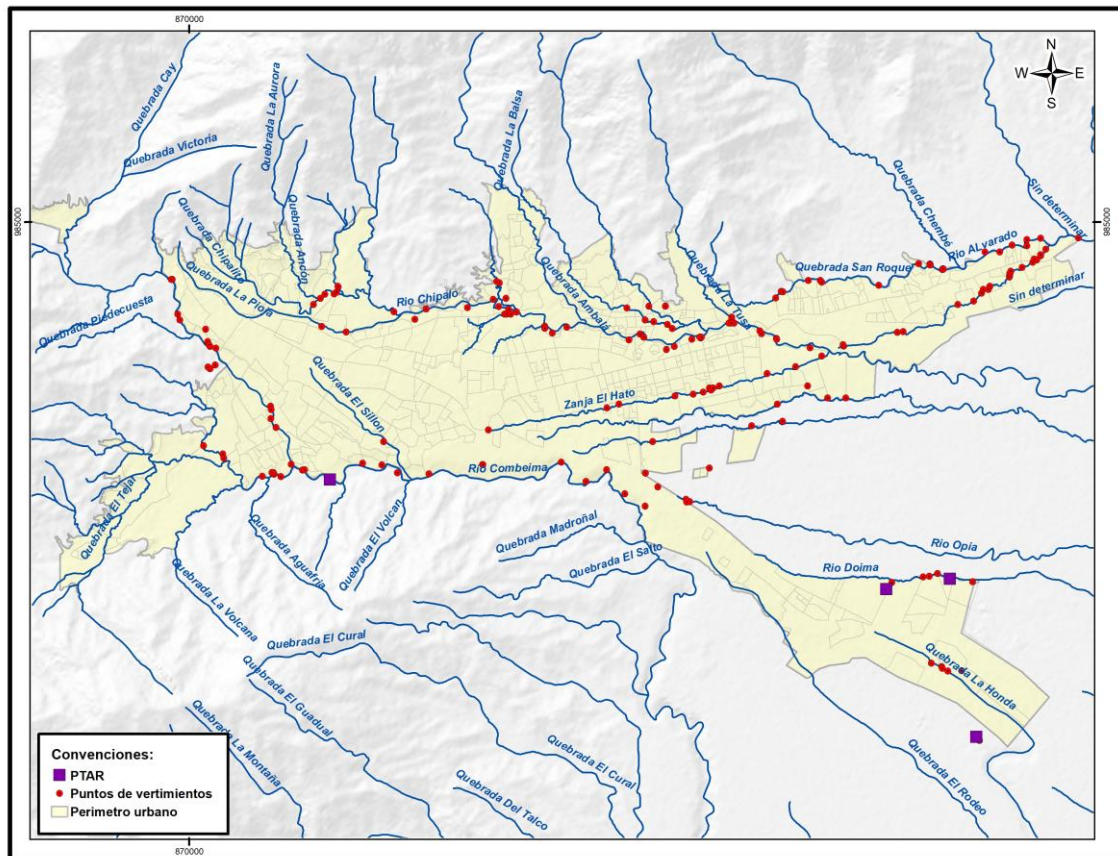 870000
N
W E
S
985000
985000
Quebrada Cay
Quebrada La Aurora
Quebrada La Balsa
Quebrada Victoria
Quebrada Chipalito
Quebrada Ancón
Quebrada La Pioja
Quebrada Chembé
Sin determinar
Rio ALvarado
Quebrada San Roque
Quebrada La Tusa
Sin determinar
Rio Chipalo
Quebrada Ambalá
Quebrada Piedecuesta
Quebrada El Sillon
Zanja El Hato
Rio Combeima
Quebrada El Tejar
Quebrada Aguafria
Quebrada El Volcan
Quebrada Madroñal
Quebrada El Salto
Rio Opia
Rio Doima
Quebrada La Volcana
Quebrada El Cural
Quebrada La Honda
Quebrada El Guadual
Quebrada La Montaña
Quebrada El Cural
Quebrada Del Talco
Quebrada El Rodeo
Convenciones:
PTAR
Puntos de vertimientos
Perimetro urbano
870000